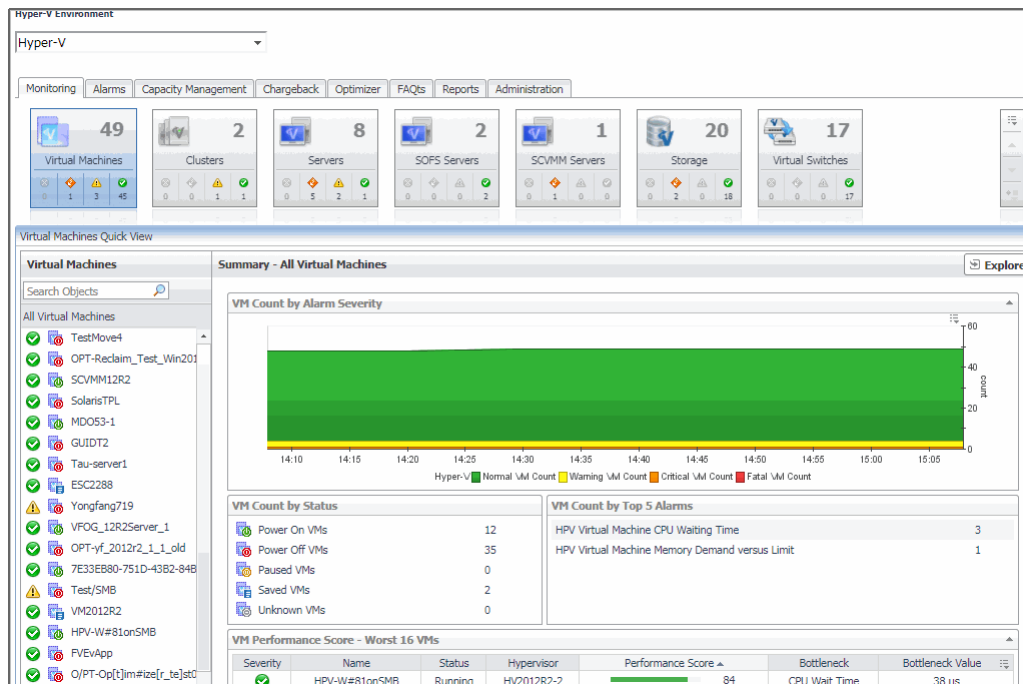 Hyper-V Environment
Hyper-V
Monitoring Alarms Capacity Management Chargeback Optimizer FAQts Reports Administration
49 2 8 2 1 20 17
Virtual Machines Clusters Servers SOFS Servers SCVMM Servers Storage Virtual Switches
0 1 3 45 0 0 1 1 0 5 2 1 0 0 0 2 0 1 0 0 0 2 0 18 0 0 0 17
Virtual Machines Quick View
Virtual Machines
Search Objects
All Virtual Machines
TestMove4
OPT-Reclaim_Test_Win201
SCVMM12R2
SolarisTPL
MDO53-1
GUIDT2
Tau-server1
ESC2288
Yongfang719
VFOG_12R2Server_1
OPT-yf_2012r2_1_1_old
7E33EB80-751D-43B2-84B
Test/SMB
VM2012R2
HPV-W#81onSMB
FVEvApp
O/PT-Op[t]im#ize[r_te]st0
Summary - All Virtual Machines
Explore
VM Count by Alarm Severity
60
40
20
0
count
14:10 14:15 14:20 14:25 14:30 14:35 14:40 14:45 14:50 14:55 15:00 15:05
Hyper-V Normal VM Count Warning VM Count Critical VM Count Fatal VM Count
VM Count by Status
Power On VMs 12
Power Off VMs 35
Paused VMs 0
Saved VMs 2
Unknown VMs 0
VM Count by Top 5 Alarms
HPV Virtual Machine CPU Waiting Time 3
HPV Virtual Machine Memory Demand versus Limit 1
VM Performance Score - Worst 16 VMs
Severity Name Status Hypervisor Performance Score Bottleneck Bottleneck Value
HPV-W#81onSMB Running HV2012R2-2 84 CPU Wait Time 38 us